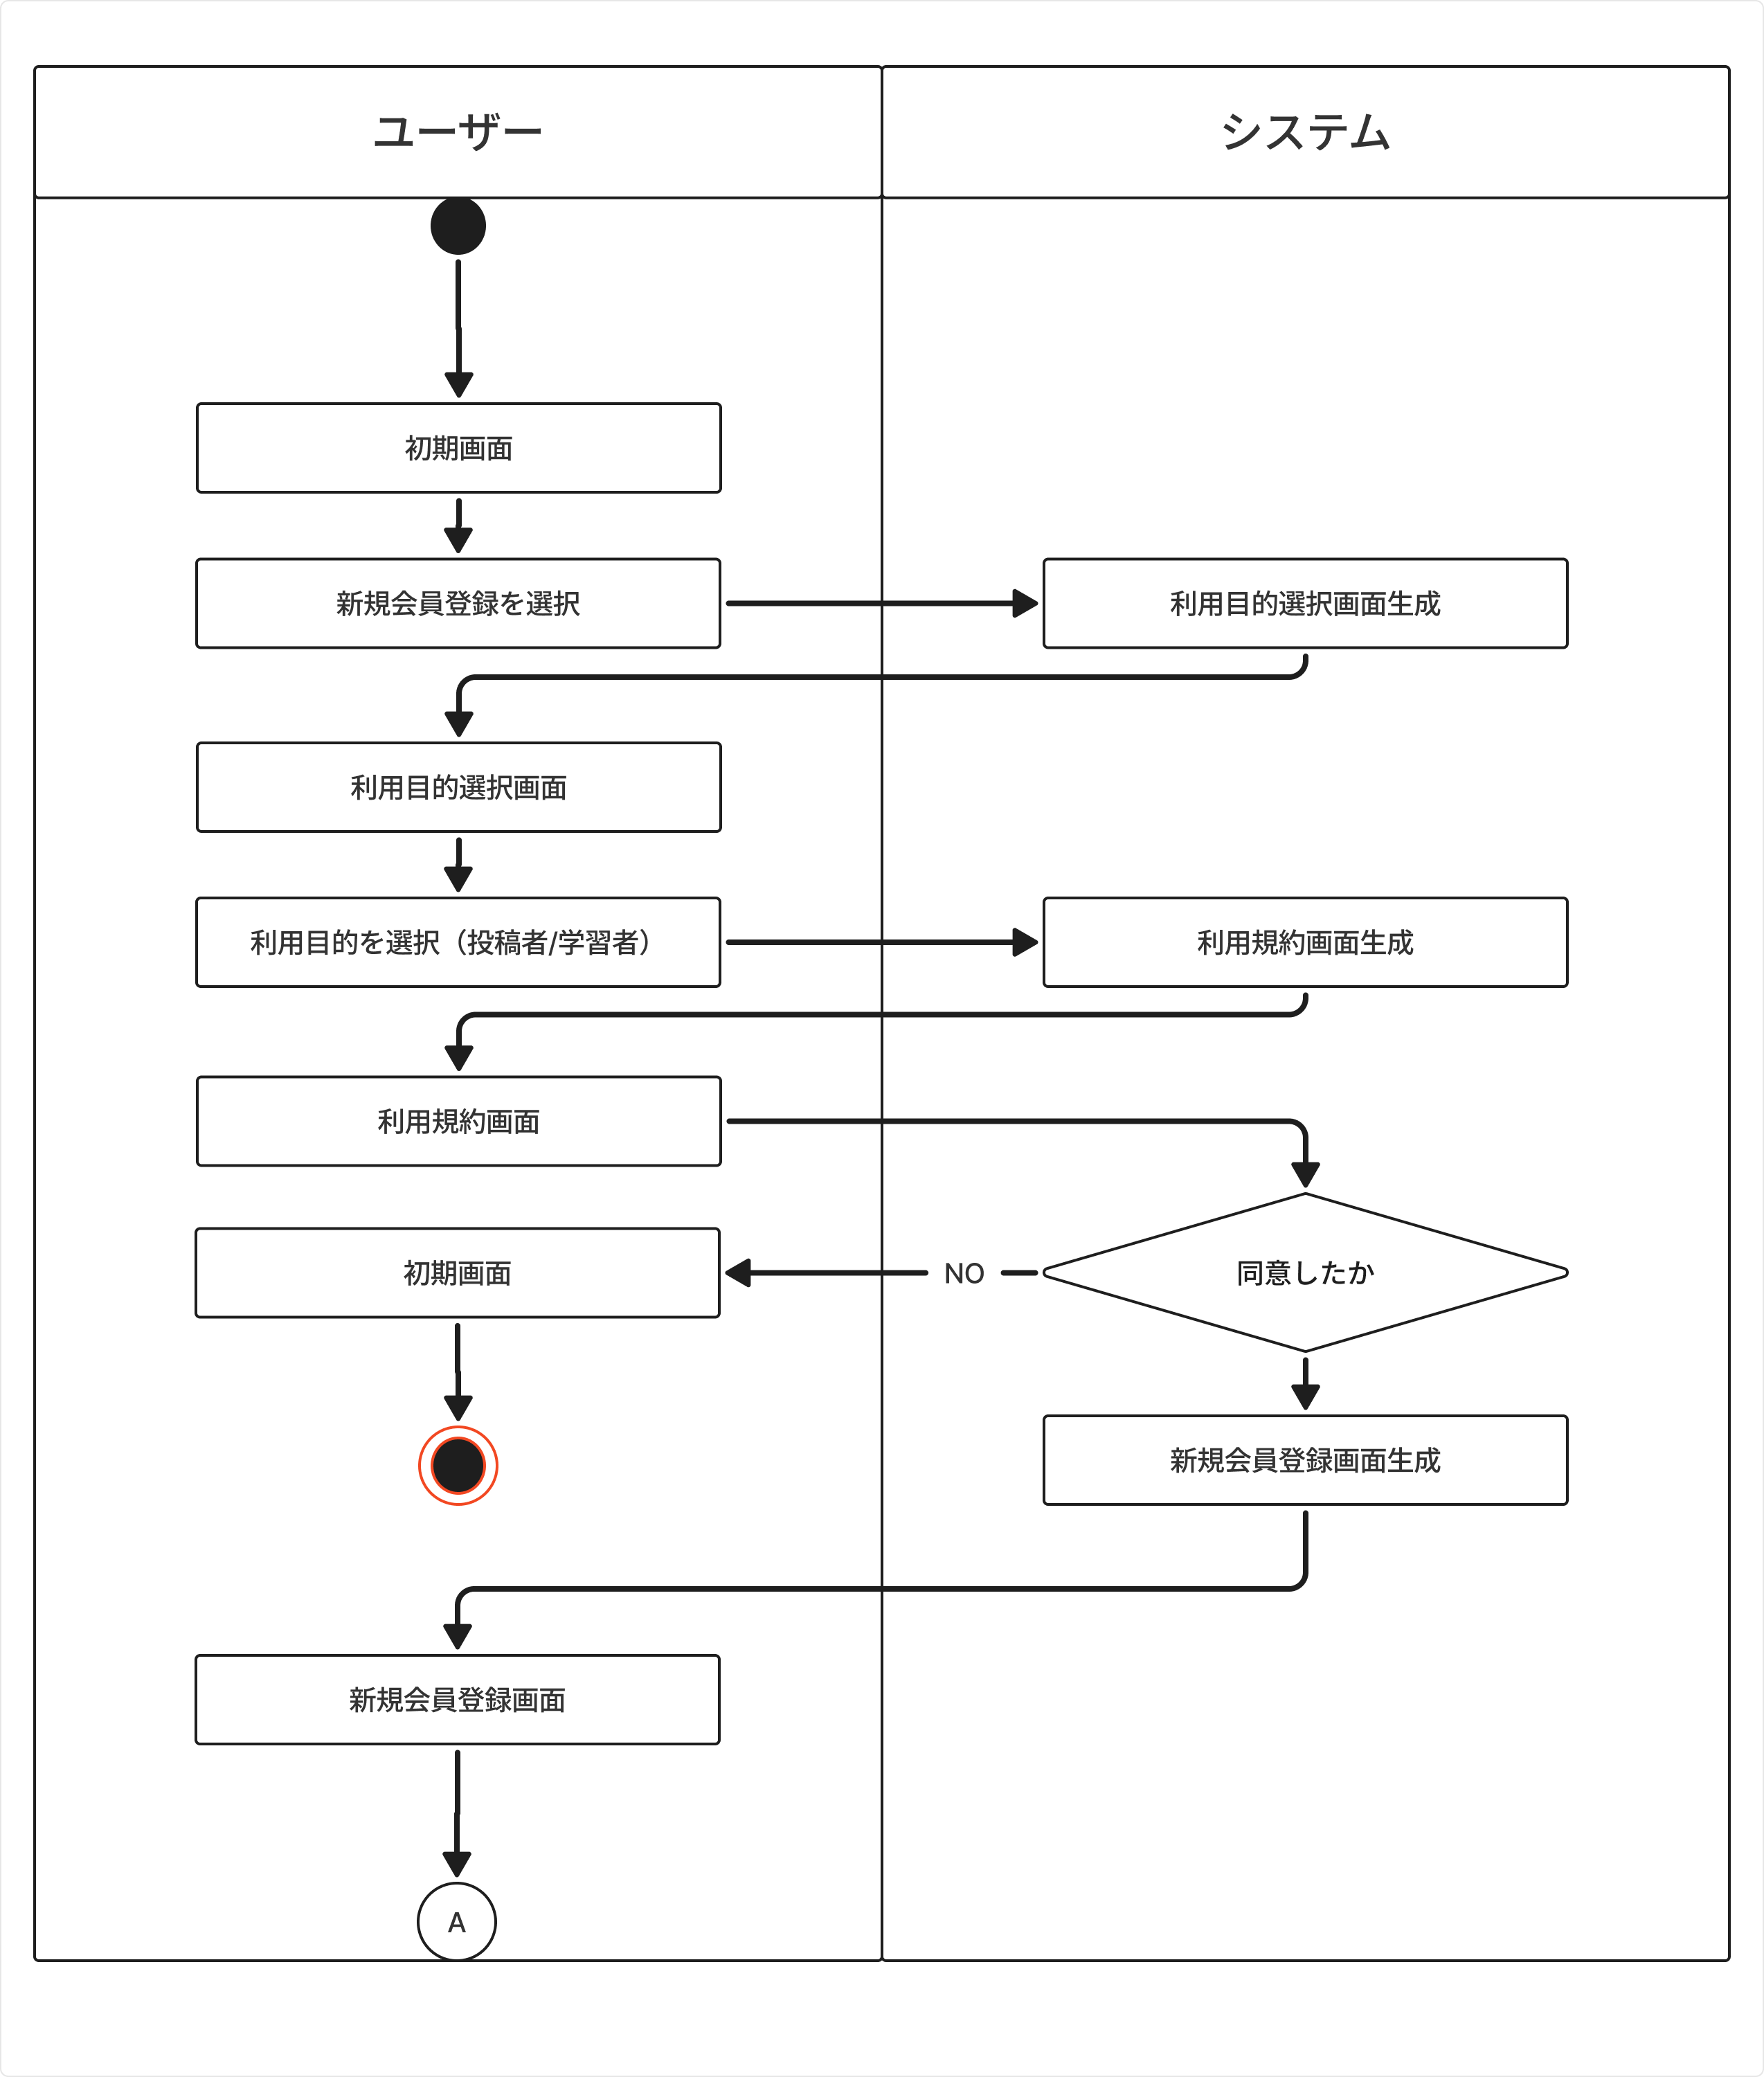 ユーザー
システム
初期画面
新規会員登録を選択
利用目的選択画面生成
利用目的選択画面
利用目的を選択（投稿者/学習者）
利用規約画面生成
利用規約画面
初期画面
NO
同意したか
新規会員登録画面生成
新規会員登録画面
A